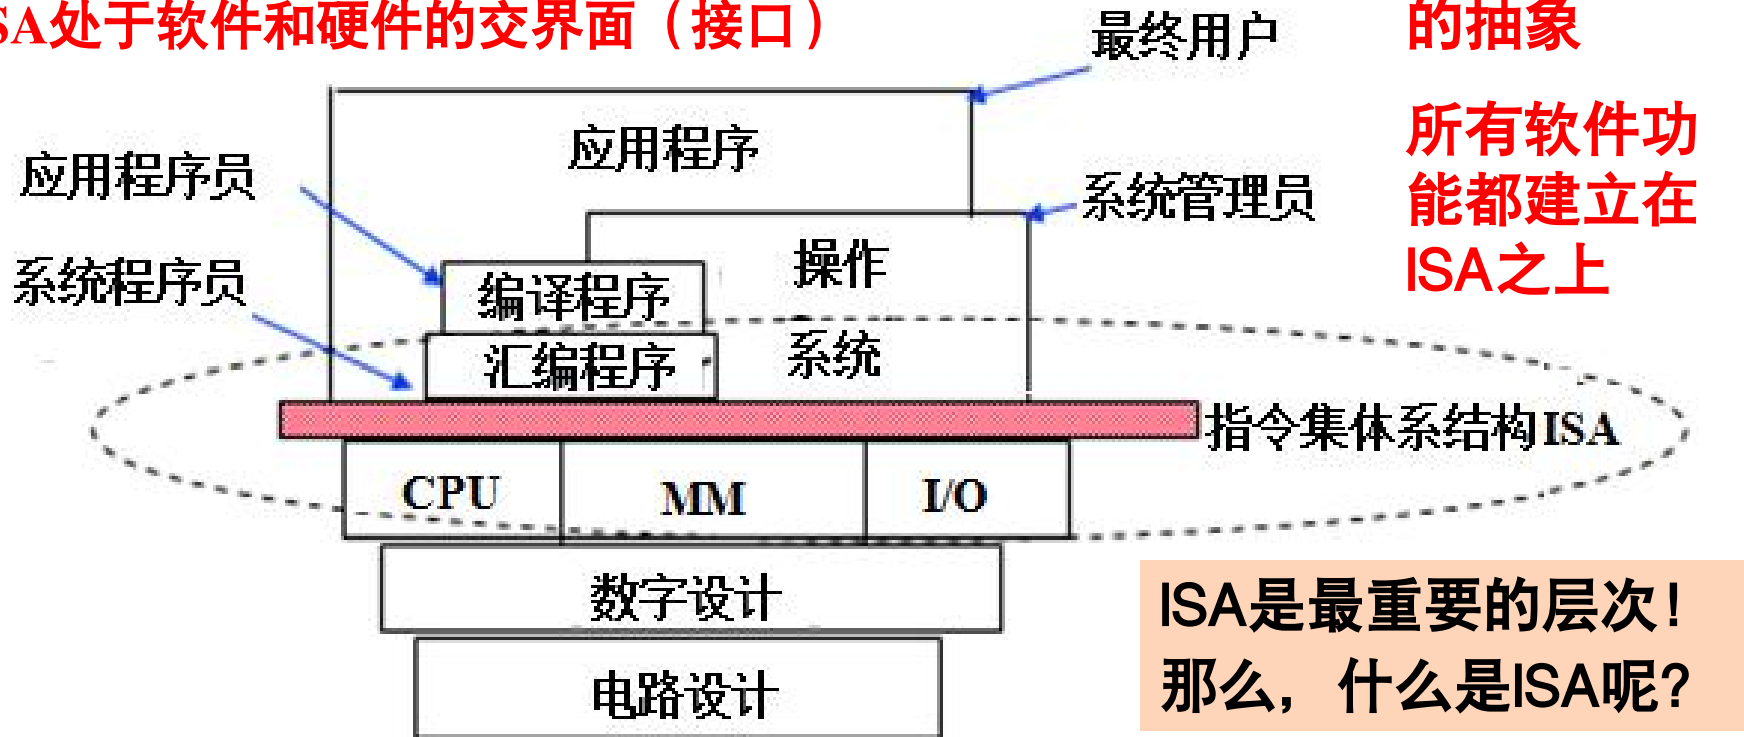 SA处于软件和硬件的交界面（接口）
最终用户
的抽象
应用程序
所有软件功
能都建立在
ISA之上
应用程序员
系统管理员
操作
系统
系统程序员
编译程序
汇编程序
指令集体系结构ISA
CPU
MM
I/O
数字设计
电路设计
ISA是最重要的层次！
那么，什么是ISA呢？